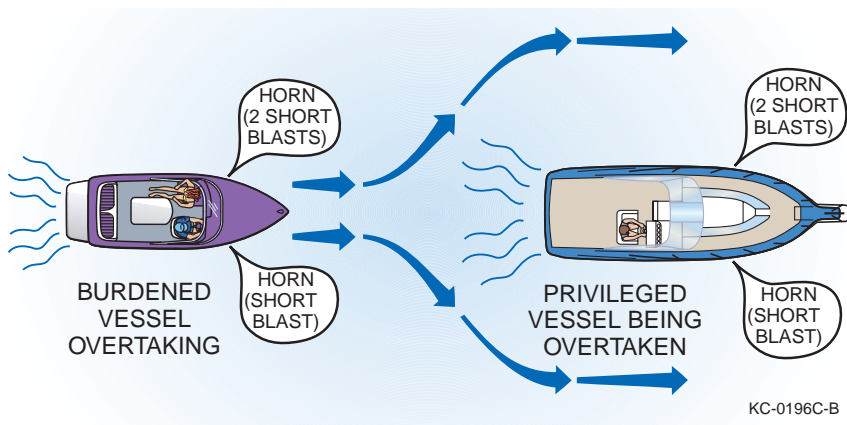 HORN
(2 SHORT
BLASTS)
HORN
(2 SHORT
BLASTS)
HORN
(SHORT
BLAST)
BURDENED
VESSEL
OVERTAKING
PRIVILEGED
VESSEL BEING
OVERTAKEN
HORN
(SHORT
BLAST)
KC-0196C-B